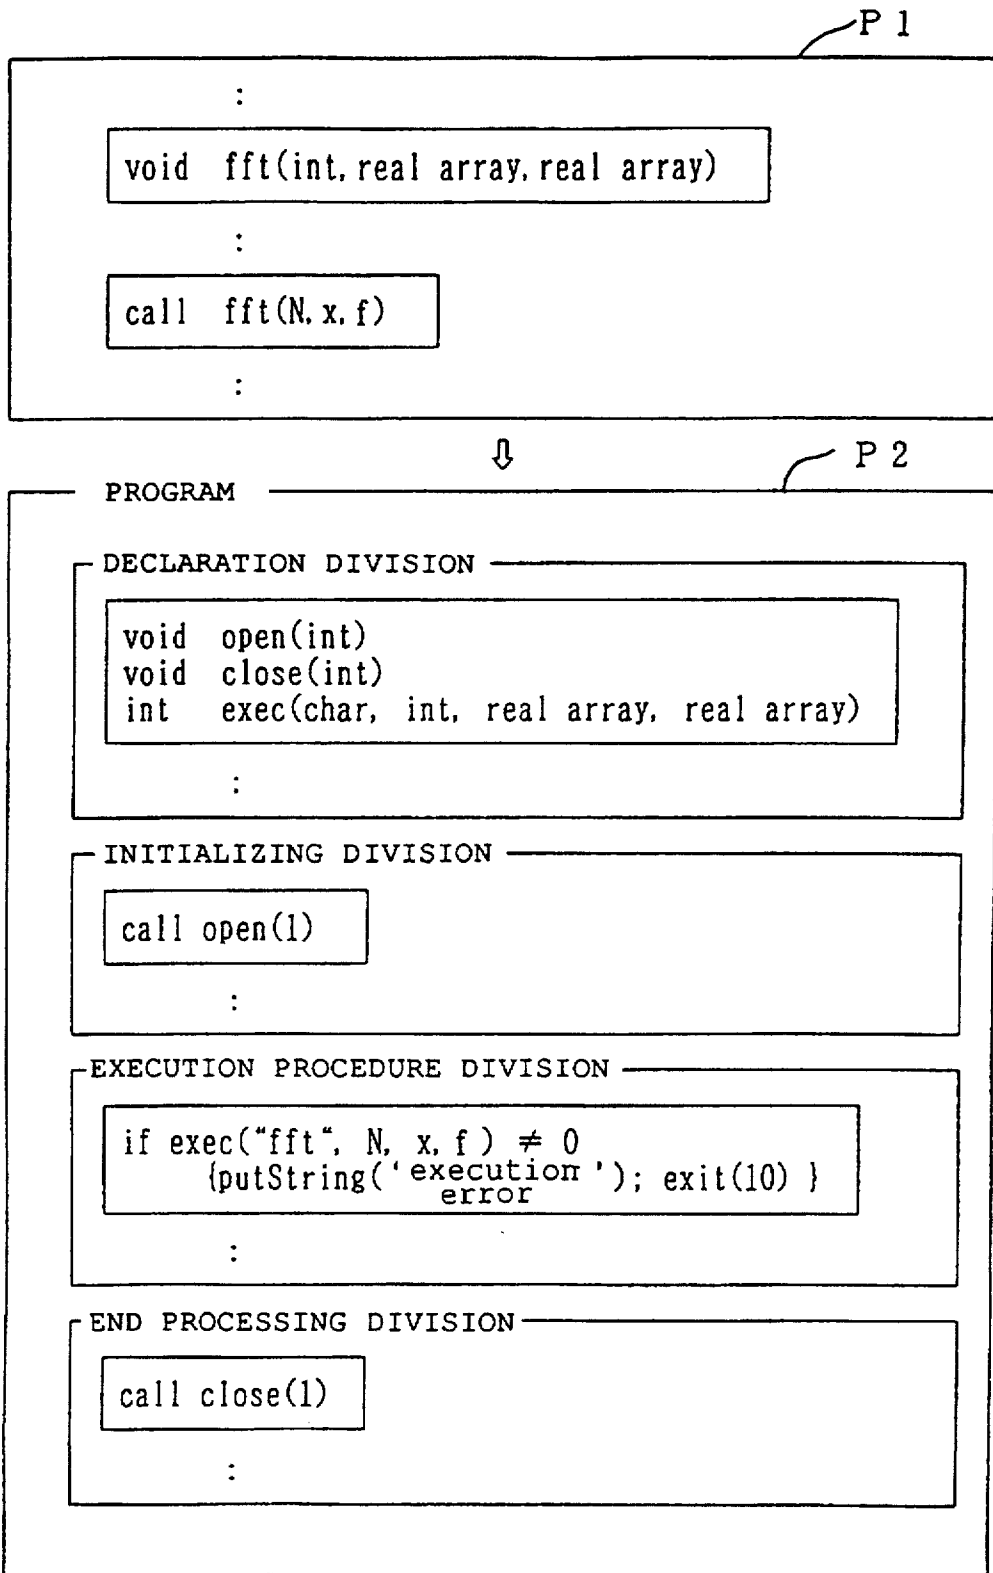 P 1
:
void fft(int, real array, real array)
:
call fft(N, x, f)
:
⇩
P 2
PROGRAM
DECLARATION DIVISION
void open(int)
void close(int)
int exec(char, int, real array, real array)
:
INITIALIZING DIVISION
call open(1)
:
EXECUTION PROCEDURE DIVISION
if exec("fft", N, x, f) ≠ 0
{putString('execution error'); exit(10) }
:
END PROCESSING DIVISION
call close(1)
: